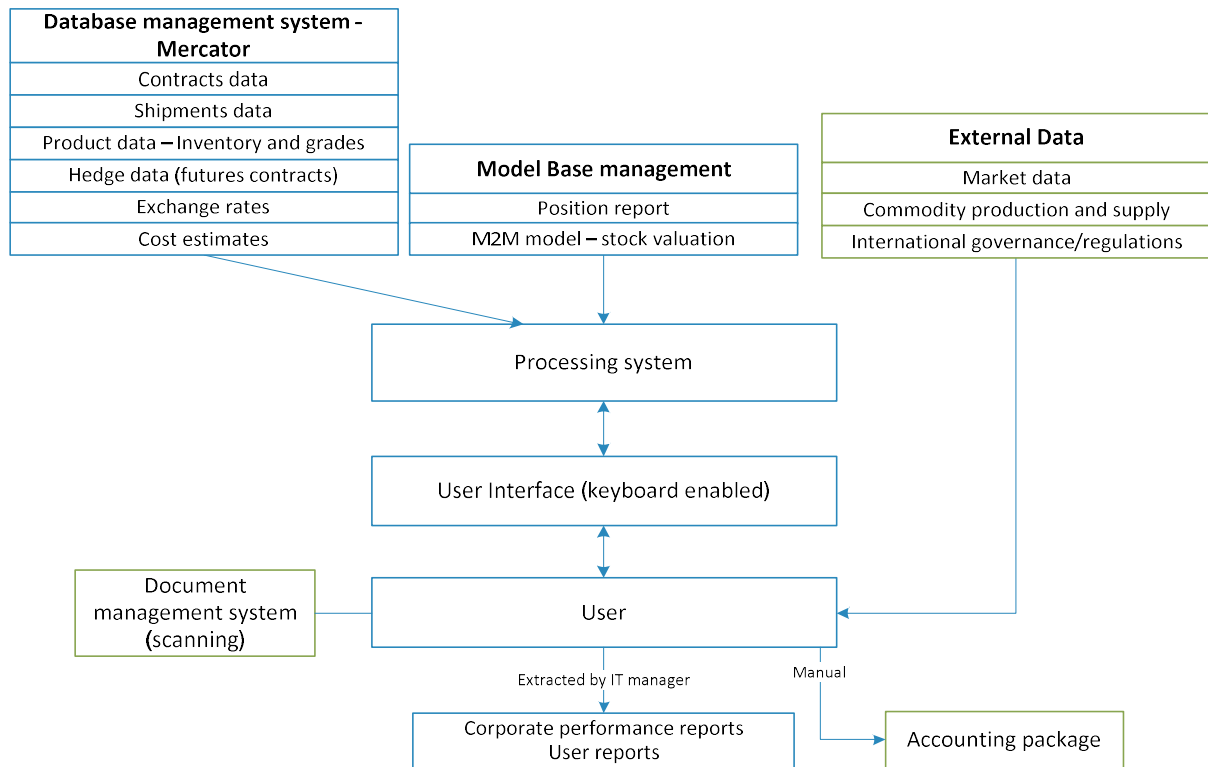 Database management system -
Mercator
Contracts data
Shipments data
Product data – Inventory and grades
Hedge data (futures contracts)
Exchange rates
Cost estimates
Model Base management
Position report
M2M model – stock valuation
External Data
Market data
Commodity production and supply
International governance/regulations
Processing system
User Interface (keyboard enabled)
Document
management system
(scanning)
User
Extracted by IT manager
Manual
Corporate performance reports
User reports
Accounting package